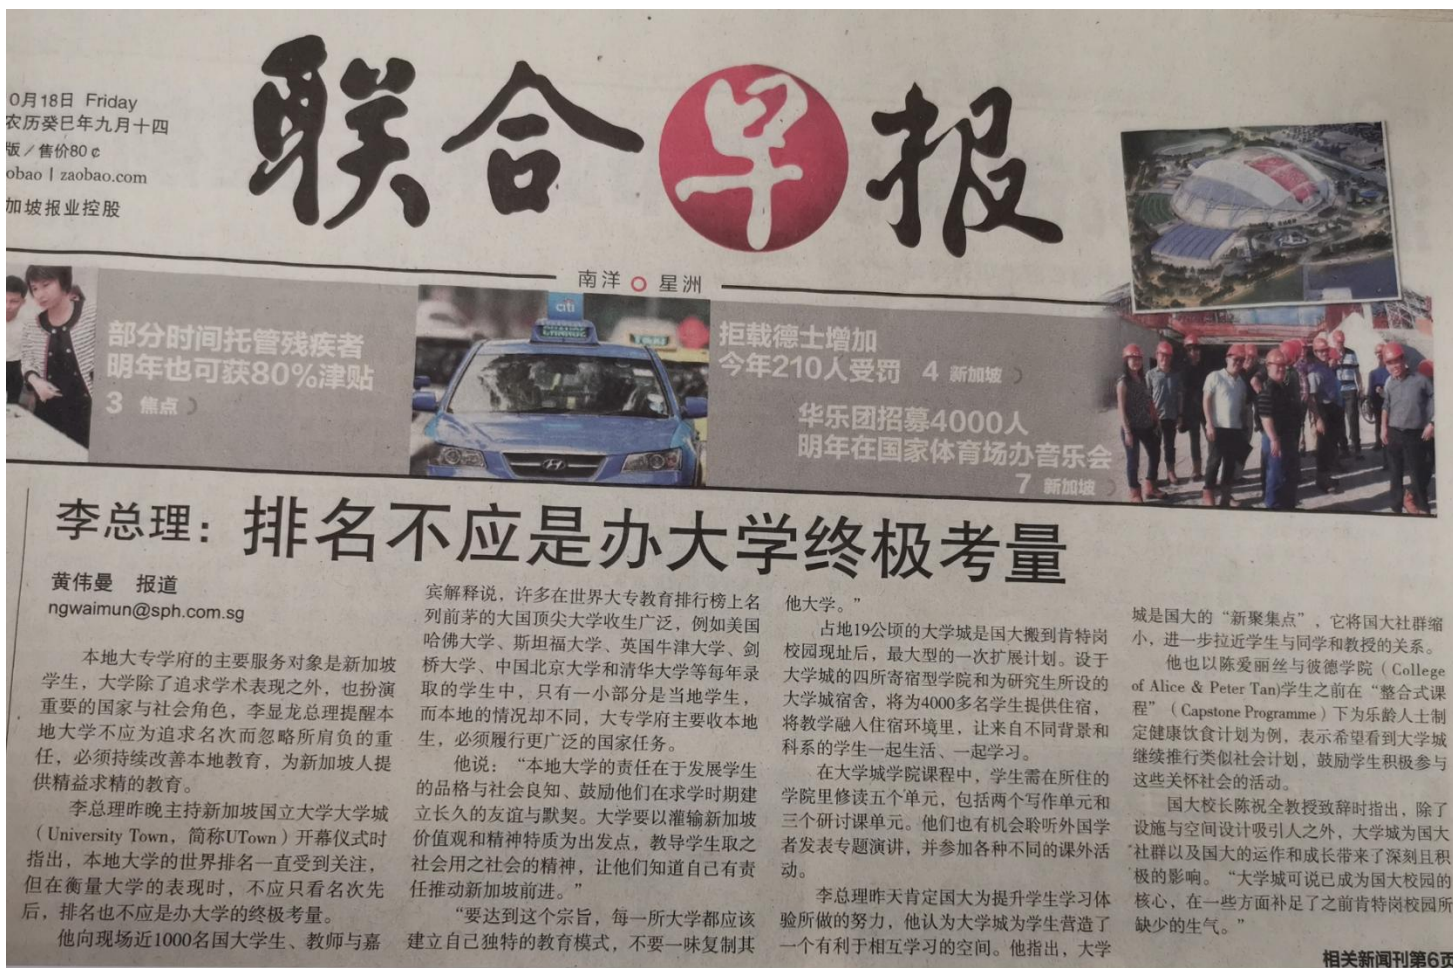 0月18日 Friday
农历癸巳年九月十四
版／售价80￠
obao | zaobao.com
加坡报业控股
联合早报
南洋 星洲
部分时间托管残疾者
明年也可获80%津贴
3 焦点
citi
拒载德士增加
今年210人受罚 4 新加坡
华乐团招募4000人
明年在国家体育场办音乐会
7 新加坡
李总理：排名不应是办大学终极考量
黄伟曼 报道
ngwaimun@sph.com.sg
本地大专学府的主要服务对象是新加坡
学生，大学除了追求学术表现之外，也扮演
重要的国家与社会角色，李显龙总理提醒本
地大学不应为追求名次而忽略所肩负的重
任，必须持续改善本地教育，为新加坡人提
供精益求精的教育。
李总理昨晚主持新加坡国立大学大学城
（University Town，简称UTown）开幕仪式时
指出，本地大学的世界排名一直受到关注，
但在衡量大学的表现时，不应只看名次先
后，排名也不应是办大学的终极考量。
他向现场近1000名国大学生、教师与嘉
宾解释说，许多在世界大专教育排行榜上名
列前茅的大国顶尖大学收生广泛，例如美国
哈佛大学、斯坦福大学、英国牛津大学、剑
桥大学、中国北京大学和清华大学等每年录
取的学生中，只有一小部分是当地学生，
而本地的情况却不同，大专学府主要收本地
生，必须履行更广泛的国家任务。
他说：“本地大学的责任在于发展学生
的品格与社会良知、鼓励他们在求学时期建
立长久的友谊与默契。大学要以灌输新加坡
价值观和精神特质为出发点，教导学生取之
社会用之社会的精神，让他们知道自己有责
任推动新加坡前进。”
“要达到这个宗旨，每一所大学都应该
建立自己独特的教育模式，不要一味复制其
他大学。”
占地19公顷的大学城是国大搬到肯特岗
校园现址后，最大型的一次扩展计划。设于
大学城的四所寄宿型学院和为研究生所设的
大学城宿舍，将为4000多名学生提供住宿，
将教学融入住宿环境里，让来自不同背景和
科系的学生一起生活、一起学习。
在大学城学院课程中，学生需在所住的
学院里修读五个单元，包括两个写作单元和
三个研讨课单元。他们也有机会聆听外国学
者发表专题演讲，并参加各种不同的课外活
动。
李总理昨天肯定国大为提升学生学习体
验所做的努力，他认为大学城为学生营造了
一个有利于相互学习的空间。他指出，大学
城是国大的“新聚集点”，它将国大社群缩
小，进一步拉近学生与同学和教授的关系。
他也以陈爱丽丝与彼德学院（College
of Alice & Peter Tan)学生之前在“整合式课
程”（Capstone Programme）下为乐龄人士制
定健康饮食计划为例，表示希望看到大学城
继续推行类似社会计划，鼓励学生积极参与
这些关怀社会的活动。
国大校长陈祝全教授致辞时指出，除了
设施与空间设计吸引人之外，大学城为国大
社群以及国大的运作和成长带来了深刻且积
极的影响。“大学城可说已成为国大校园的
核心，在一些方面补足了之前肯特岗校园所
缺少的生气。”
相关新闻刊第6页